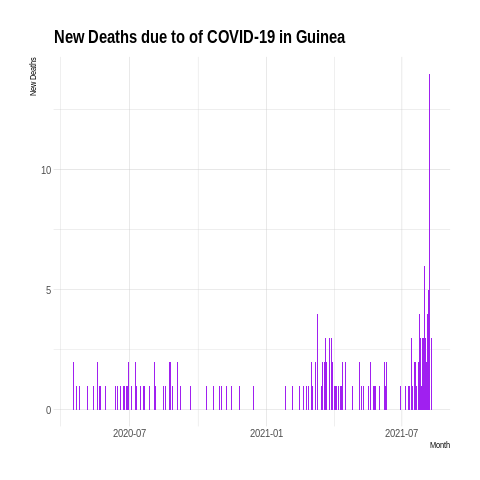 New Deaths due to of COVID-19 in Guinea
New Deaths
10
5
0
2020-07
2021-01
2021-07
Month